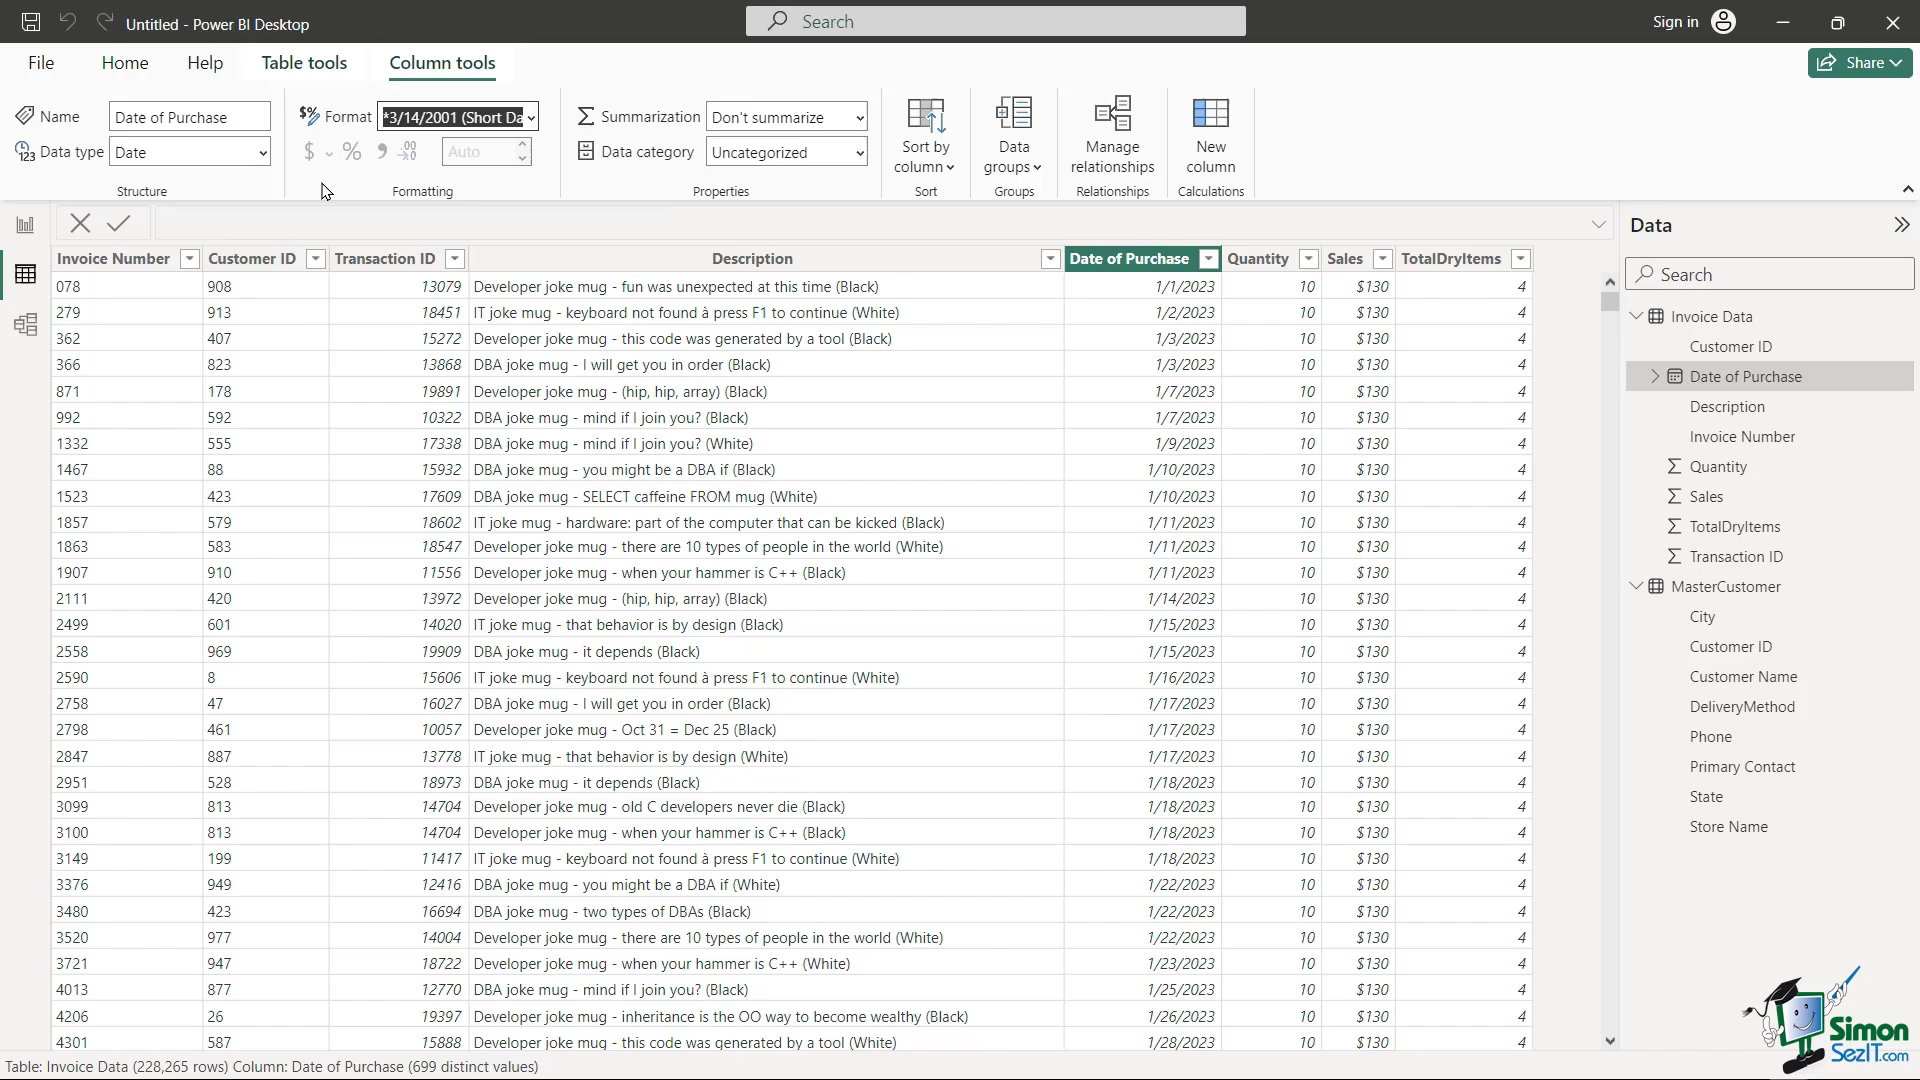 Untitled - Power BI Desktop
Search
Sign in
File Home Help Table tools Column tools
Share
Name Date of Purchase
Format *3/14/2001 (Short Da
Summarization Don't summarize
Data type Date
$ % Auto
Data category Uncategorized
Sort by column
Data groups
Manage relationships
New column
Structure Formatting Properties Sort Groups Relationships Calculations
Invoice Number Customer ID Transaction ID Description Date of Purchase Quantity Sales TotalDryItems
078 908 13079 Developer joke mug - fun was unexpected at this time (Black) 1/1/2023 10 $130 4
279 913 18451 IT joke mug - keyboard not found à press F1 to continue (White) 1/2/2023 10 $130 4
362 407 15272 Developer joke mug - this code was generated by a tool (Black) 1/3/2023 10 $130 4
366 823 13868 DBA joke mug - I will get you in order (Black) 1/3/2023 10 $130 4
871 178 19891 Developer joke mug - (hip, hip, array) (Black) 1/7/2023 10 $130 4
992 592 10322 DBA joke mug - mind if I join you? (Black) 1/7/2023 10 $130 4
1332 555 17338 DBA joke mug - mind if I join you? (White) 1/9/2023 10 $130 4
1467 88 15932 DBA joke mug - you might be a DBA if (Black) 1/10/2023 10 $130 4
1523 423 17609 DBA joke mug - SELECT caffeine FROM mug (White) 1/10/2023 10 $130 4
1857 579 18602 IT joke mug - hardware: part of the computer that can be kicked (Black) 1/11/2023 10 $130 4
1863 583 18547 Developer joke mug - there are 10 types of people in the world (White) 1/11/2023 10 $130 4
1907 910 11556 Developer joke mug - when your hammer is C++ (Black) 1/11/2023 10 $130 4
2111 420 13972 Developer joke mug - (hip, hip, array) (Black) 1/14/2023 10 $130 4
2499 601 14020 IT joke mug - that behavior is by design (Black) 1/15/2023 10 $130 4
2558 969 19909 DBA joke mug - it depends (Black) 1/15/2023 10 $130 4
2590 8 15606 IT joke mug - keyboard not found à press F1 to continue (White) 1/16/2023 10 $130 4
2758 47 16027 DBA joke mug - I will get you in order (Black) 1/17/2023 10 $130 4
2798 461 10057 Developer joke mug - Oct 31 = Dec 25 (Black) 1/17/2023 10 $130 4
2847 887 13778 IT joke mug - that behavior is by design (White) 1/17/2023 10 $130 4
2951 528 18973 DBA joke mug - it depends (Black) 1/18/2023 10 $130 4
3099 813 14704 Developer joke mug - old C developers never die (Black) 1/18/2023 10 $130 4
3100 813 14704 Developer joke mug - when your hammer is C++ (Black) 1/18/2023 10 $130 4
3149 199 11417 IT joke mug - keyboard not found à press F1 to continue (White) 1/18/2023 10 $130 4
3376 949 12416 DBA joke mug - you might be a DBA if (White) 1/22/2023 10 $130 4
3480 423 16694 DBA joke mug - two types of DBAs (Black) 1/22/2023 10 $130 4
3520 977 14004 Developer joke mug - there are 10 types of people in the world (White) 1/22/2023 10 $130 4
3721 947 18722 Developer joke mug - when your hammer is C++ (White) 1/23/2023 10 $130 4
4013 877 12770 DBA joke mug - mind if I join you? (Black) 1/25/2023 10 $130 4
4206 26 19397 Developer joke mug - inheritance is the OO way to become wealthy (Black) 1/26/2023 10 $130 4
4301 587 15888 Developer joke mug - this code was generated by a tool (White) 1/28/2023 10 $130 4
Table: Invoice Data (228,265 rows) Column: Date of Purchase (699 distinct values)
Data
Search
Invoice Data
Customer ID
Date of Purchase
Description
Invoice Number
Quantity
Sales
TotalDryItems
Transaction ID
MasterCustomer
City
Customer ID
Customer Name
DeliveryMethod
Phone
Primary Contact
State
Store Name
Simon
SezIT.com